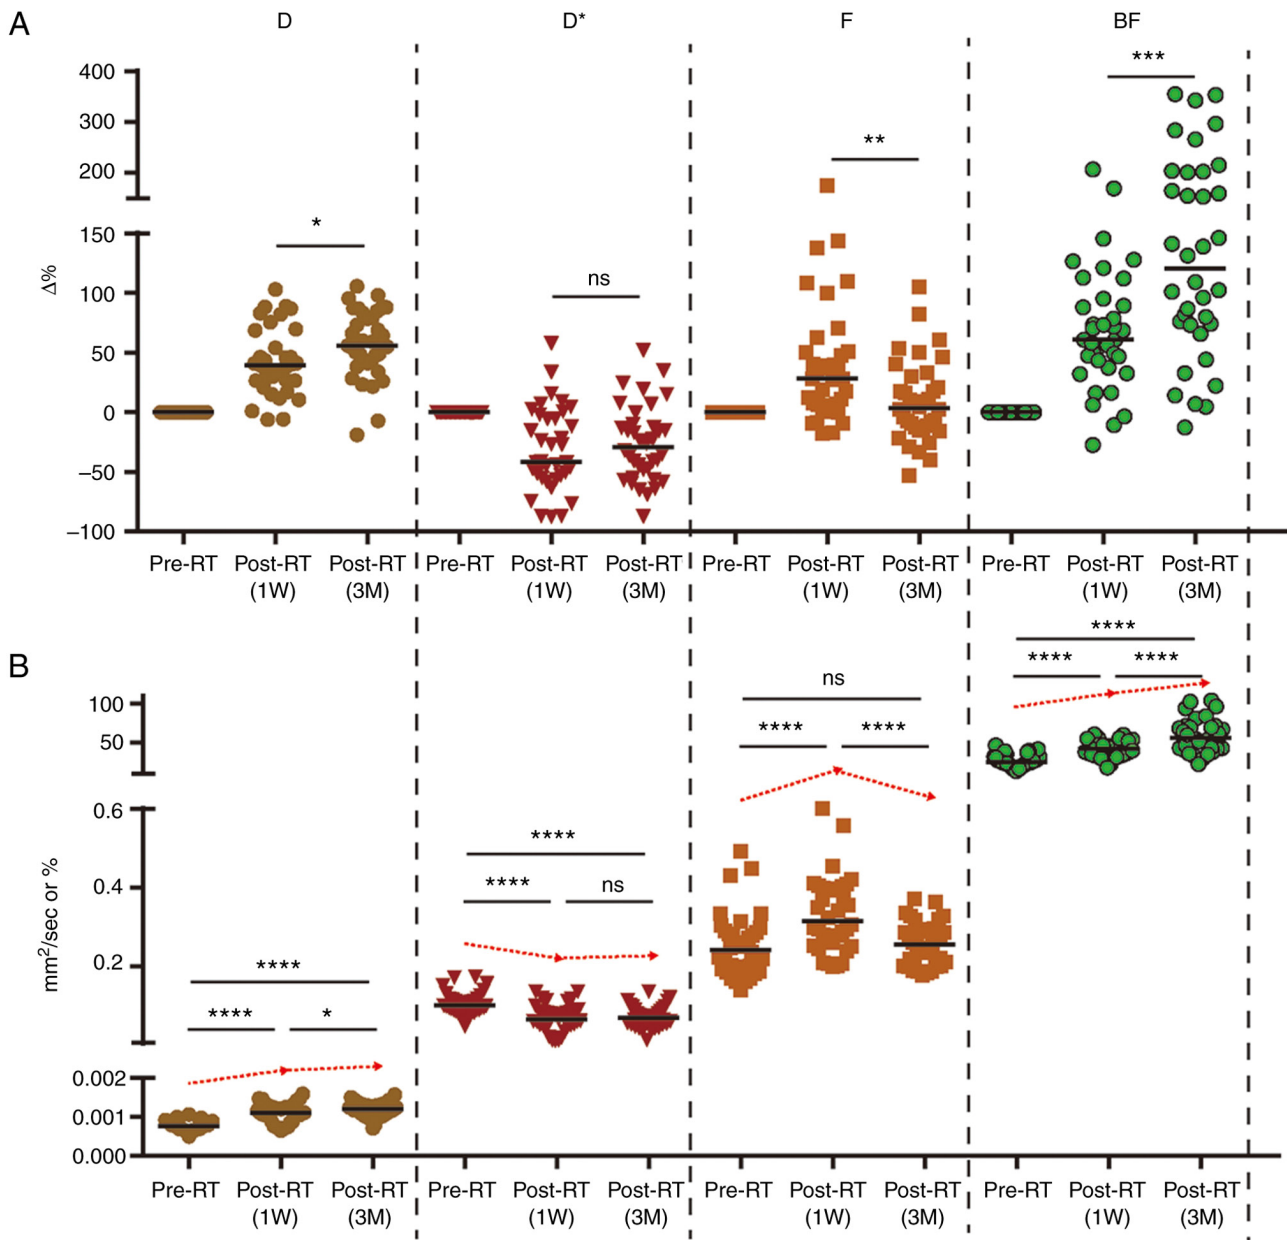 A
D D* F BF
400
300
200
150
100
50
0
−50
−100
Δ%
* ns ** ***
Pre-RT Post-RT Post-RT Pre-RT Post-RT Post-RT Pre-RT Post-RT Post-RT Pre-RT Post-RT Post-RT
(1W) (3M) (1W) (3M) (1W) (3M) (1W) (3M)
B
100
50
0.6
0.4
0.2
0.002
0.001
0.000
mm²/sec or %
****
**** *
****
**** ns
ns
**** ****
****
**** ****
Pre-RT Post-RT Post-RT Pre-RT Post-RT Post-RT Pre-RT Post-RT Post-RT Pre-RT Post-RT Post-RT
(1W) (3M) (1W) (3M) (1W) (3M) (1W) (3M)